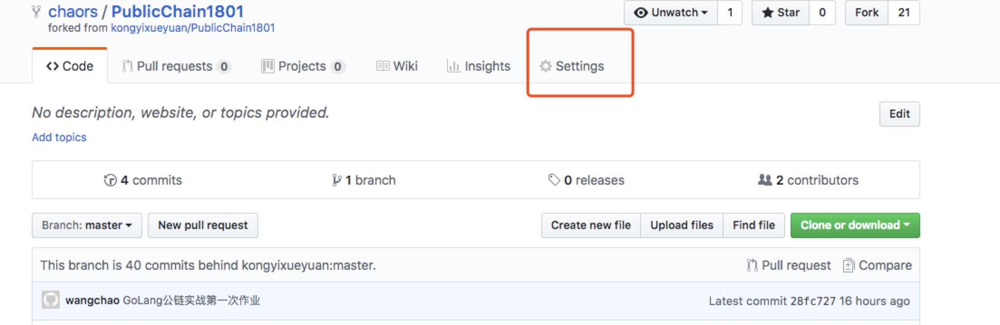 chaors / PublicChain1801
Unwatch 1 Star 0 Fork 21
forked from kongyixueyuan/PublicChain1801
Code Pull requests 0 Projects 0 Wiki Insights Settings
No description, website, or topics provided.
Edit
Add topics
4 commits 1 branch 0 releases 2 contributors
Branch: master New pull request Create new file Upload files Find file Clone or download
This branch is 40 commits behind kongyixueyuan:master. Pull request Compare
wangchao GoLang公链实战第一次作业 Latest commit 28fc727 16 hours ago